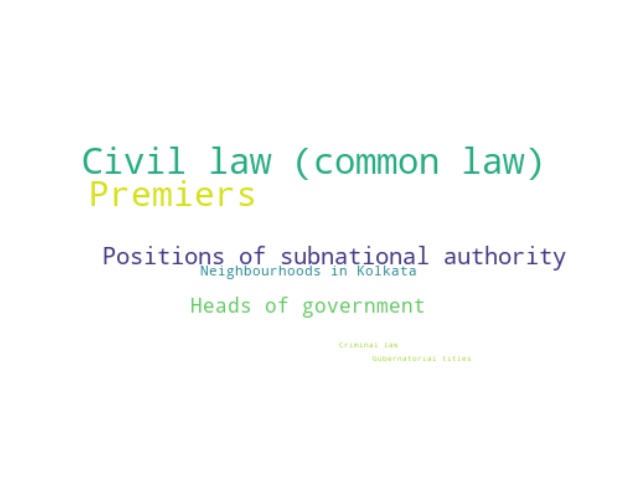 Civil law (common law)
Premiers
Positions of subnational authority
Neighbourhoods in Kolkata
Heads of government
Criminal law
Gubernatorial titles